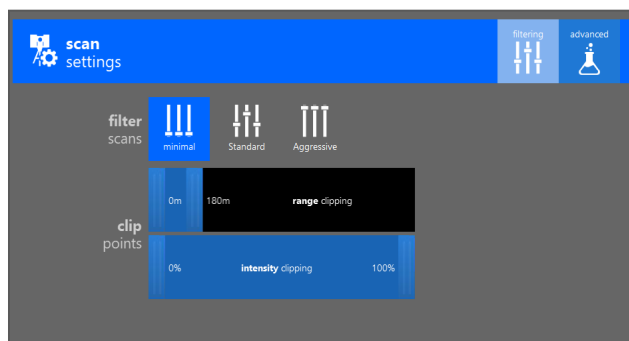 scan
settings
filtering
advanced
filter
scans
minimal
Standard
Aggressive
clip
points
0m
180m
range clipping
0%
intensity clipping
100%